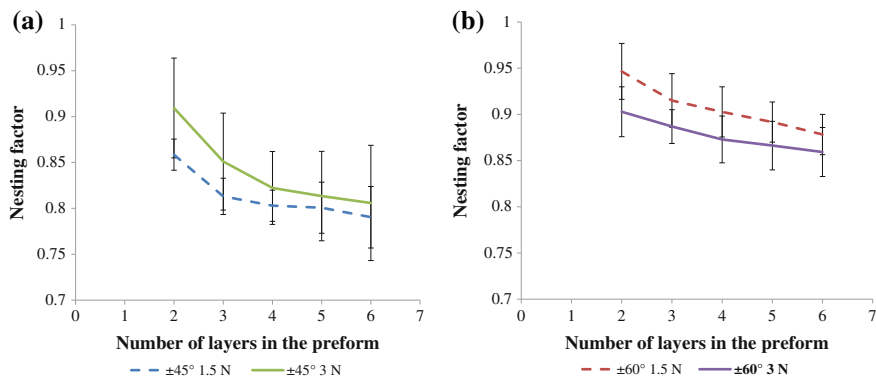 (a)
1
0.95
0.9
0.85
0.8
0.75
0.7
Nesting factor
0 1 2 3 4 5 6 7
Number of layers in the preform
±45° 1.5 N ±45° 3 N
(b)
1
0.95
0.9
0.85
0.8
0.75
0.7
Nesting factor
0 1 2 3 4 5 6 7
Number of layers in the preform
±60° 1.5 N ±60° 3 N